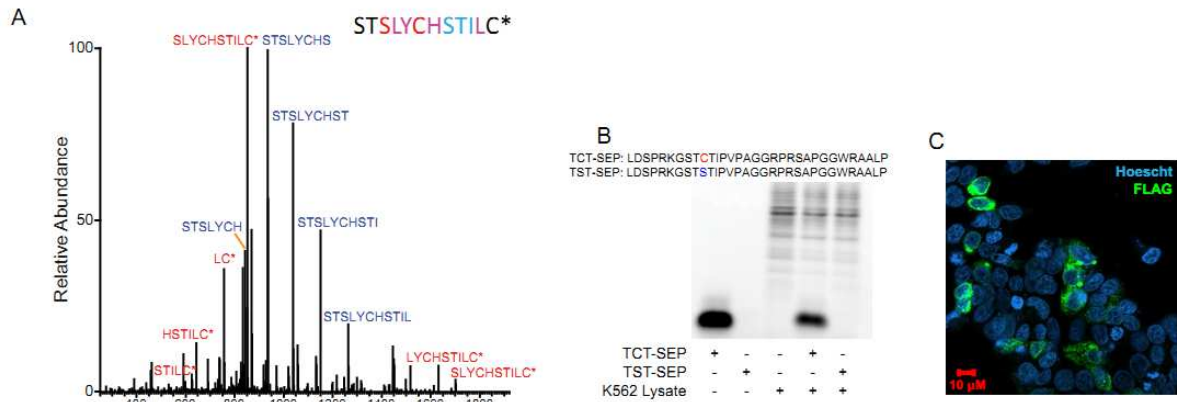 A
STSLYCHSTILC*
100
SLYCHSTILC*
STSLYCHS
STSLYCHST
Relative Abundance
50
STSLYCH
STSLYCHSTI
LC*
STSLYCHSTIL
HSTILC*
STILC*
LYCHSTILC*
SLYCHSTILC*
0
B
TCT-SEP: LDSPRKGSTCTIPVPAGGRPRSAPGGWRAALP
TST-SEP: LDSPRKGSTSTIPVPAGGRPRSAPGGWRAALP
TCT-SEP + - - + -
TST-SEP - + - - +
K562 Lysate - - + + +
C
Hoescht
FLAG
10 µM